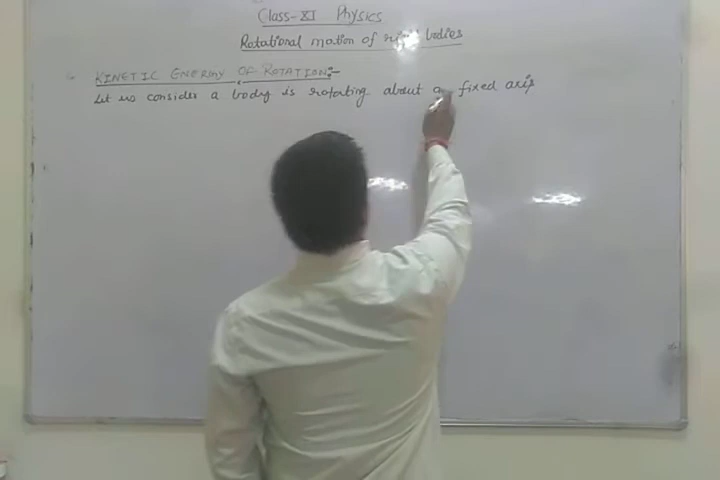 Class-XI Physics
Rotational motion of rigid bodies
KINETIC ENERGY OF ROTATION:-
Let us consider a body is rotating about a fixed axis